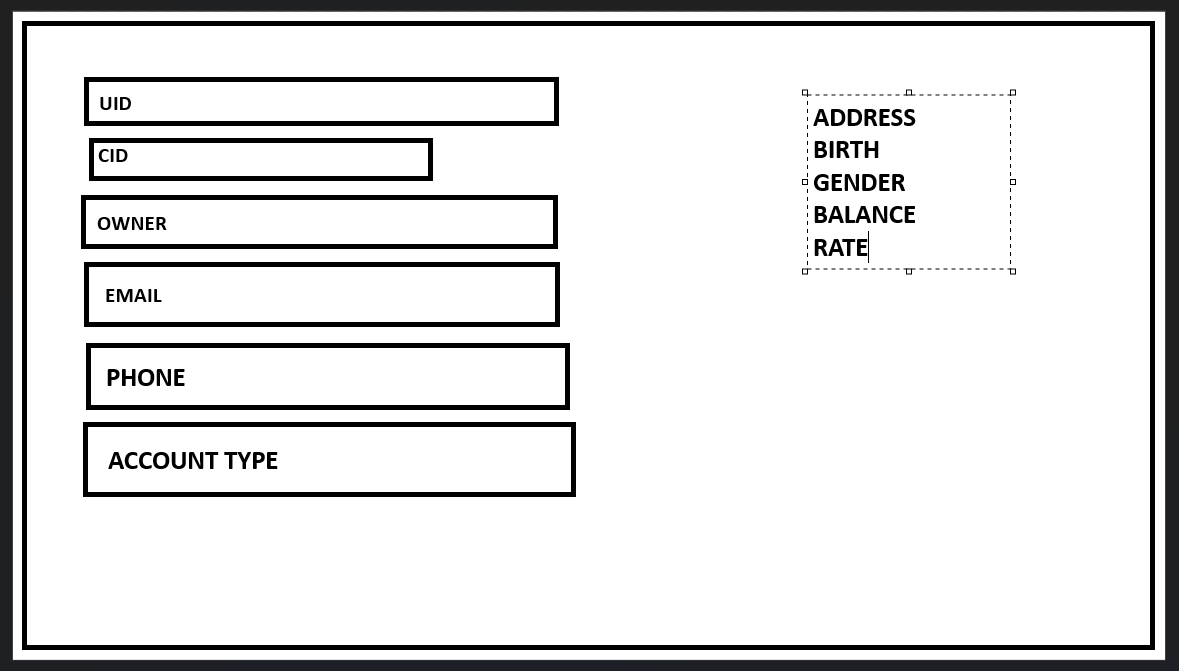 UID
CID
OWNER
EMAIL
PHONE
ACCOUNT TYPE
ADDRESS
BIRTH
GENDER
BALANCE
RATE